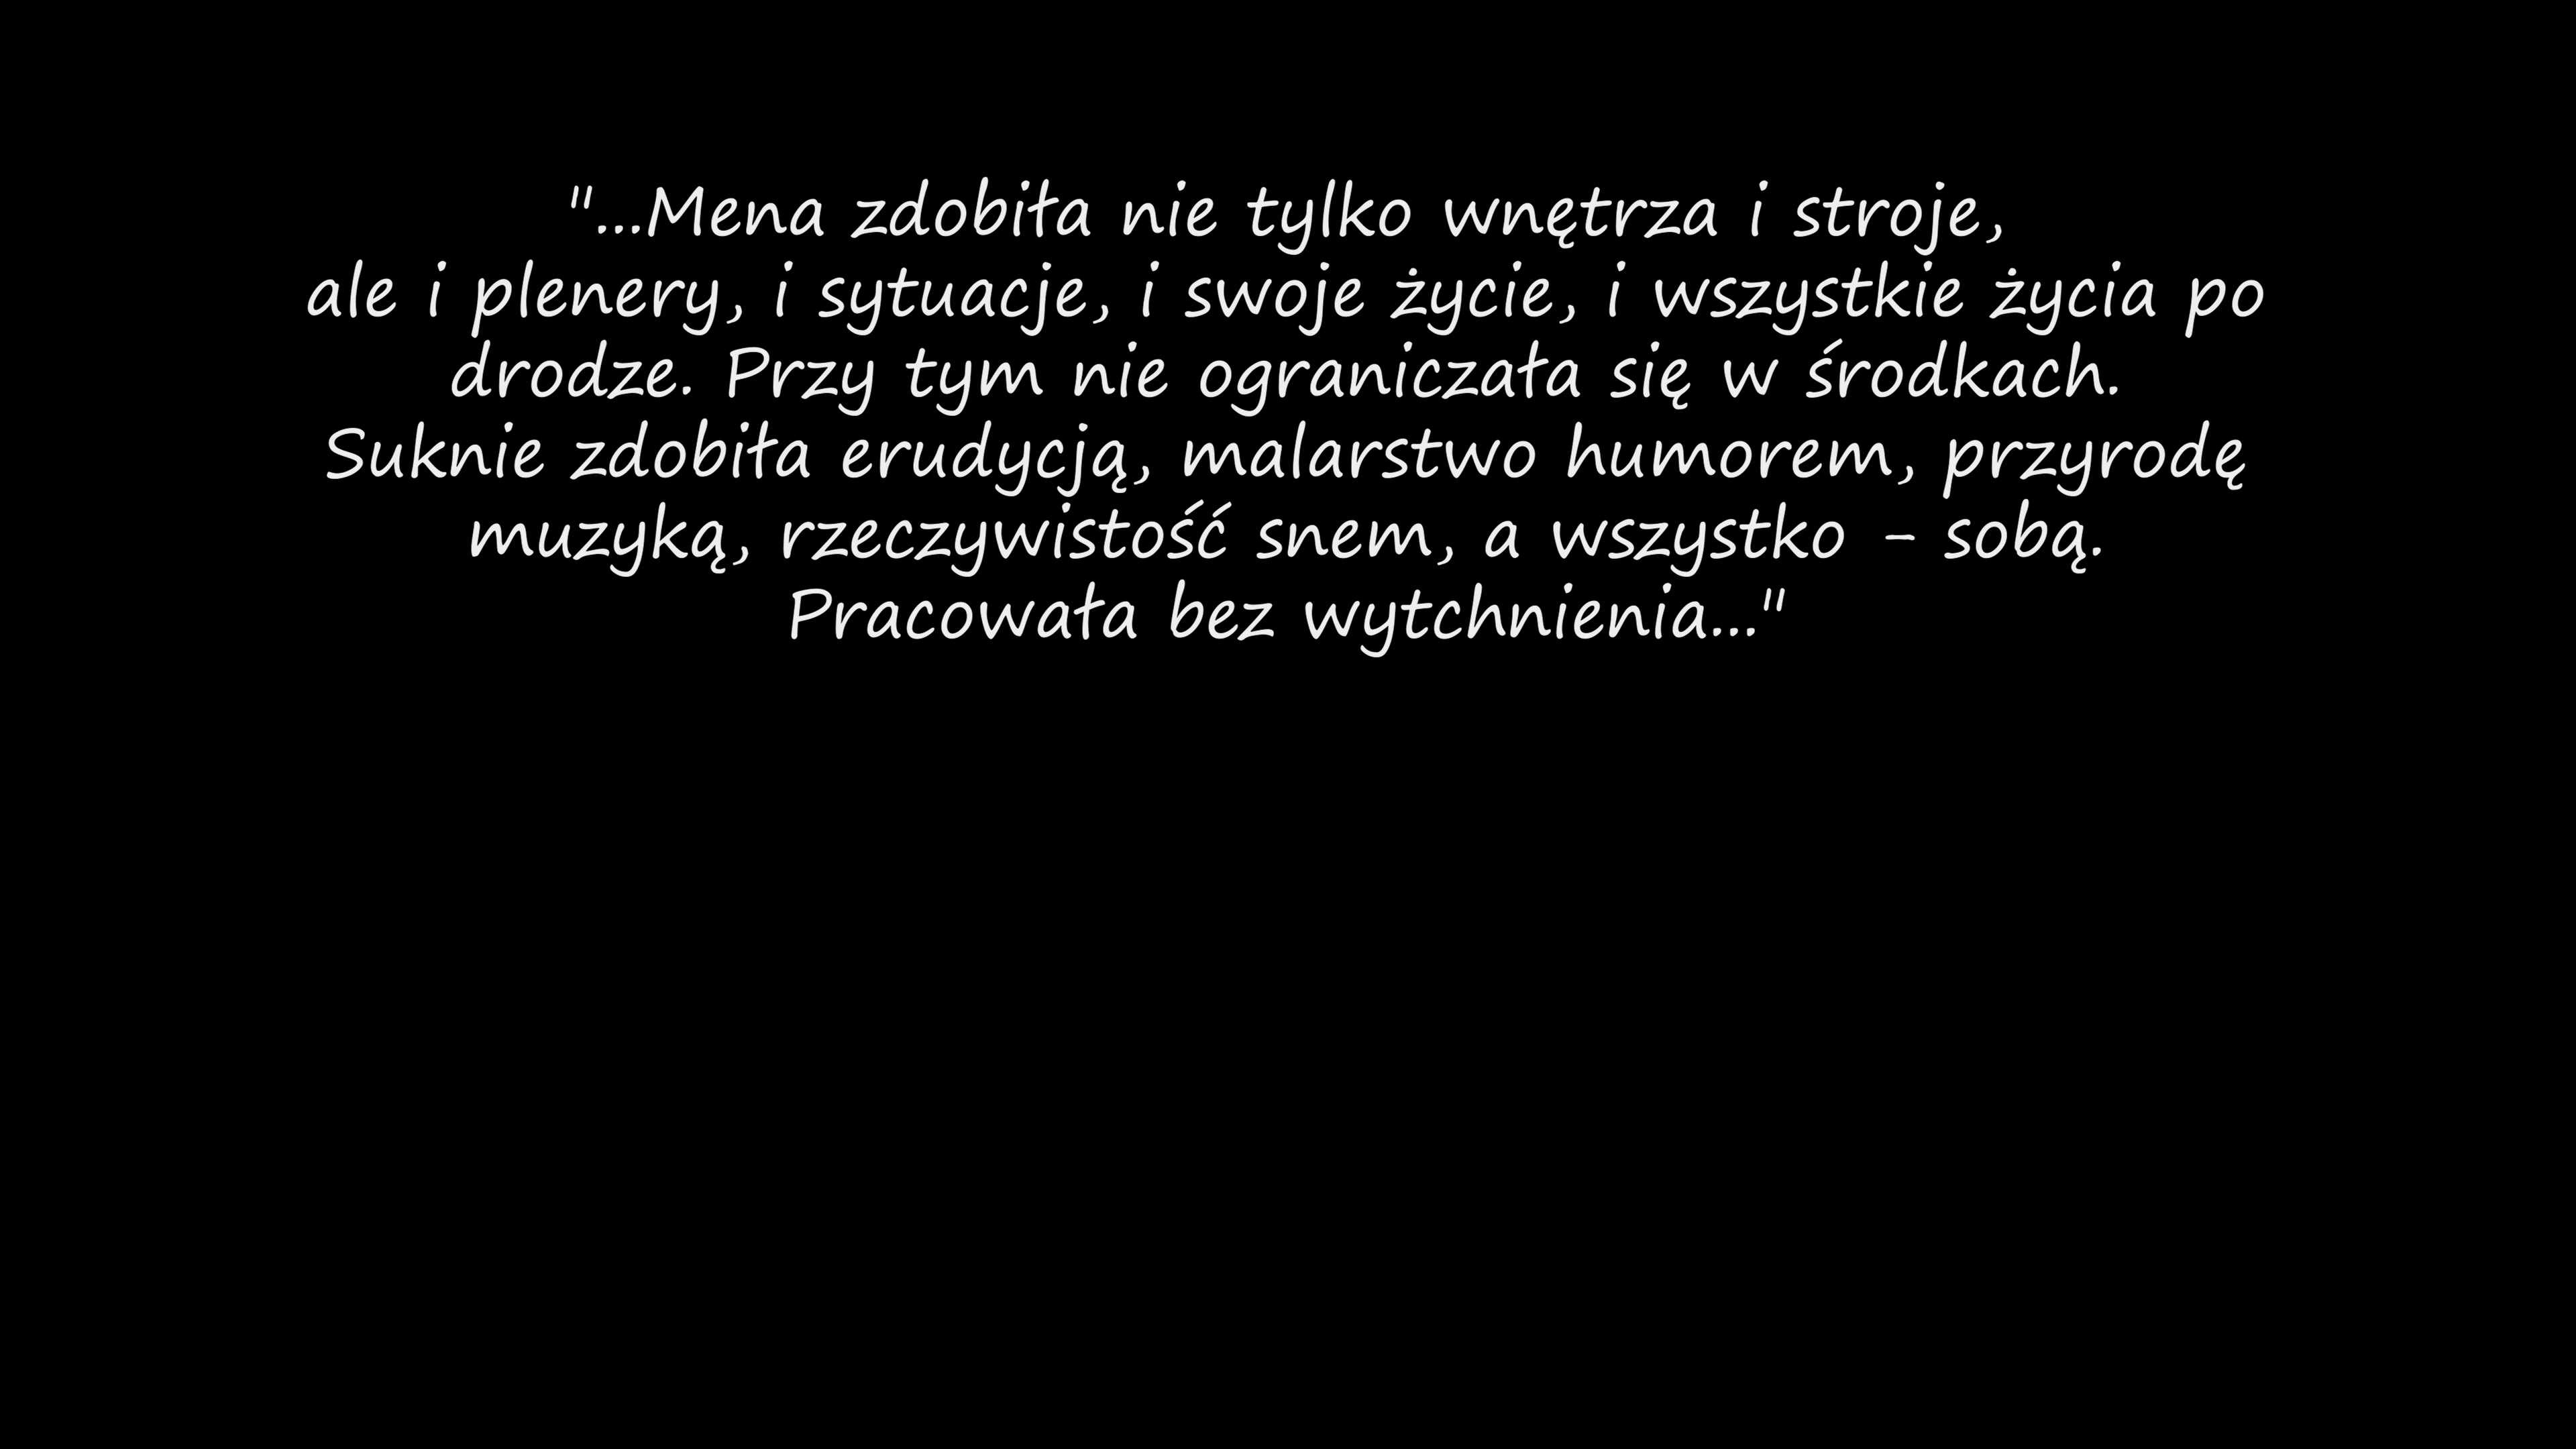 "...Mena zdobiła nie tylko wnętrza i stroje,
ale i plenery, i sytuacje, i swoje życie, i wszystkie życia po
drodze. Przy tym nie ograniczała się w środkach.
Suknie zdobiła erudycją, malarstwo humorem, przyrodę
muzyką, rzeczywistość snem, a wszystko - sobą.
Pracowała bez wytchnienia..."